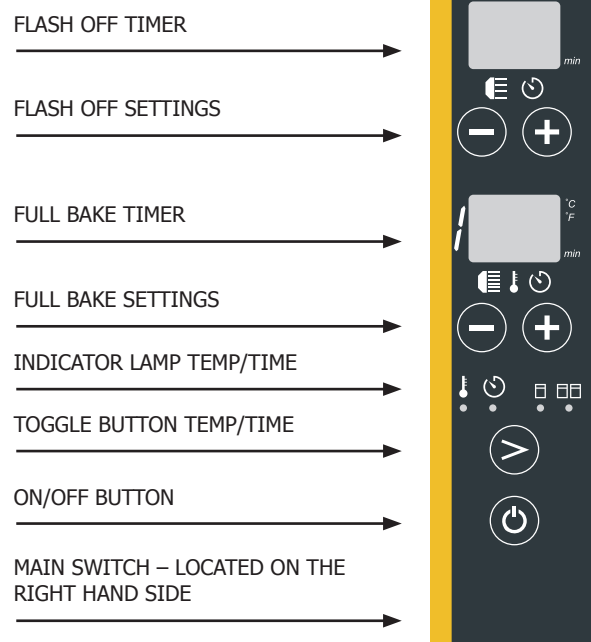 FLASH OFF TIMER
min
FLASH OFF SETTINGS
FULL BAKE TIMER
°C
°F
min
FULL BAKE SETTINGS
INDICATOR LAMP TEMP/TIME
TOGGLE BUTTON TEMP/TIME
ON/OFF BUTTON
MAIN SWITCH – LOCATED ON THE
RIGHT HAND SIDE